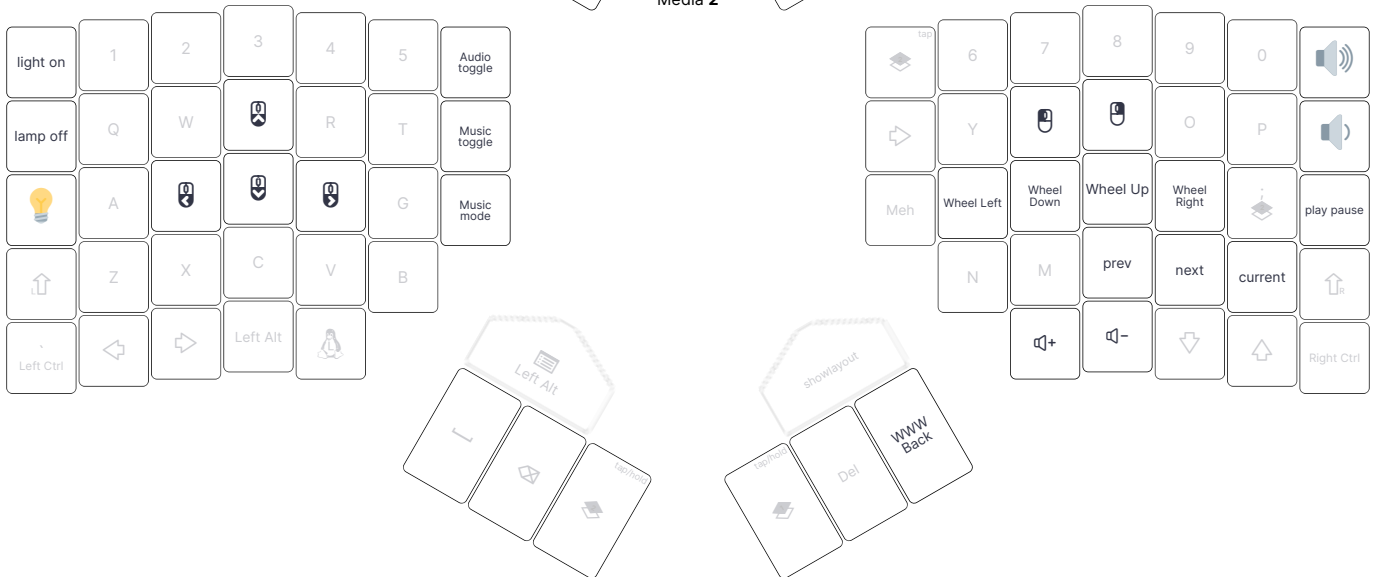 Media 2
light on
1
2
3
4
5
Audio
toggle
tap
6
7
8
9
0
lamp off
Q
W
R
T
Music
toggle
Y
O
P
A
G
Music
mode
Meh
Wheel Left
Wheel
Down
Wheel Up
Wheel
Right
play pause
L
Z
X
C
V
B
N
M
prev
next
current
R
`
Left Ctrl
Left Alt
L
+
-
Right Ctrl
Left Alt
showlayout
tap/hold
tap/hold
Del
WWW
Back